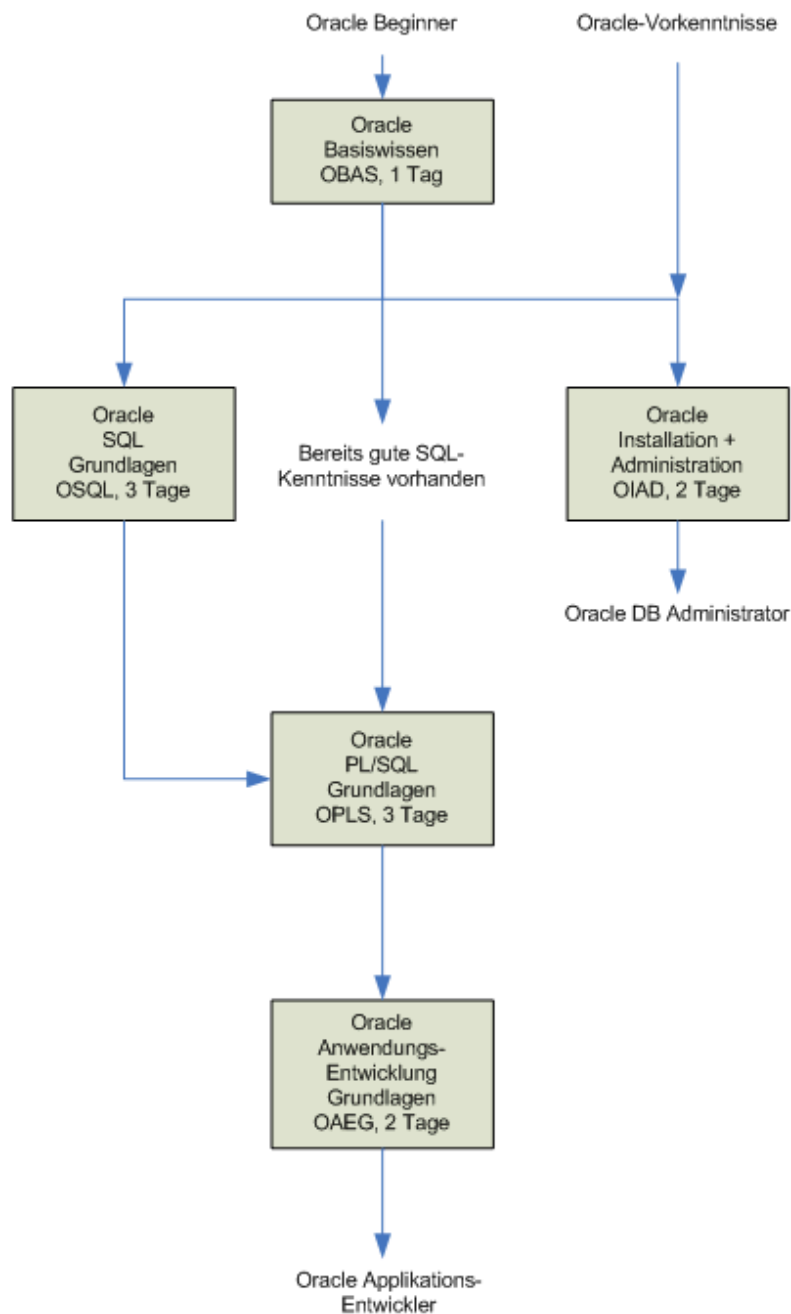 Oracle Beginner
Oracle-Vorkenntnisse
Oracle
Basiswissen
OBAS, 1 Tag
Oracle
SQL
Grundlagen
OSQL, 3 Tage
Bereits gute SQL-
Kenntnisse vorhanden
Oracle
Installation +
Administration
OIAD, 2 Tage
Oracle DB Administrator
Oracle
PL/SQL
Grundlagen
OPLS, 3 Tage
Oracle
Anwendungs-
Entwicklung
Grundlagen
OAEG, 2 Tage
Oracle Applikations-
Entwickler